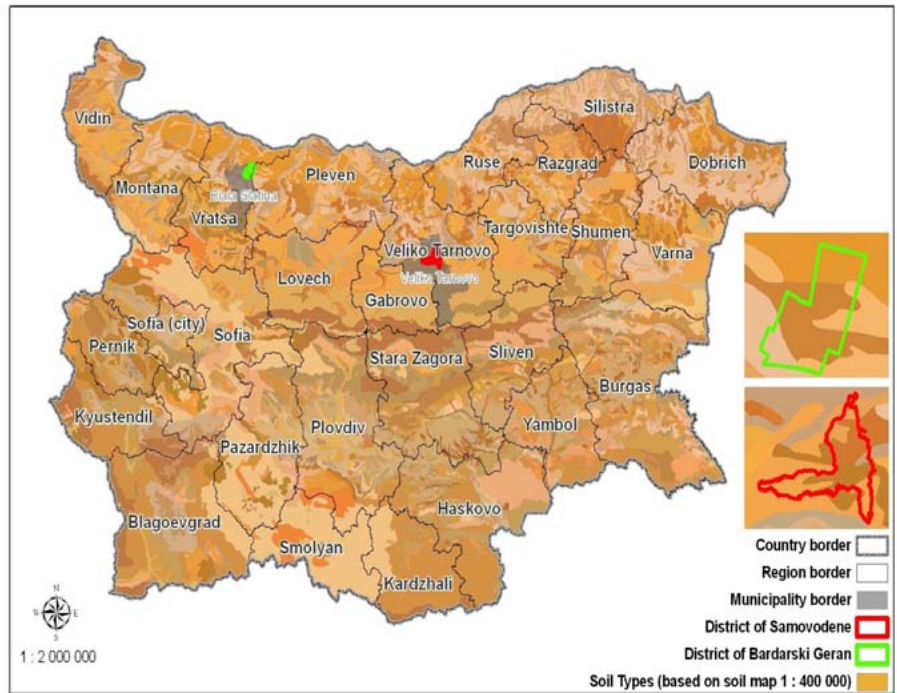 Silistra
Vidin
Ruse
Razgrad
Dobrich
Pleven
Montana
Biala Slatina
Vratsa
Targovishte
Shumen
Veliko Tarnovo
Varna
Lovech
Veliko Tarnovo
Gabrovo
Sofia (city)
Sofia
Pernik
Stara Zagora
Sliven
Burgas
Kyustendil
Plovdiv
Yambol
Pazardzhik
Haskovo
Blagoevgrad
Smolyan
Kardzhali
N
W
E
S
1 : 2 000 000
Country border
Region border
Municipality border
District of Samovodene
District of Bardarski Geran
Soil Types (based on soil map 1 : 400 000)